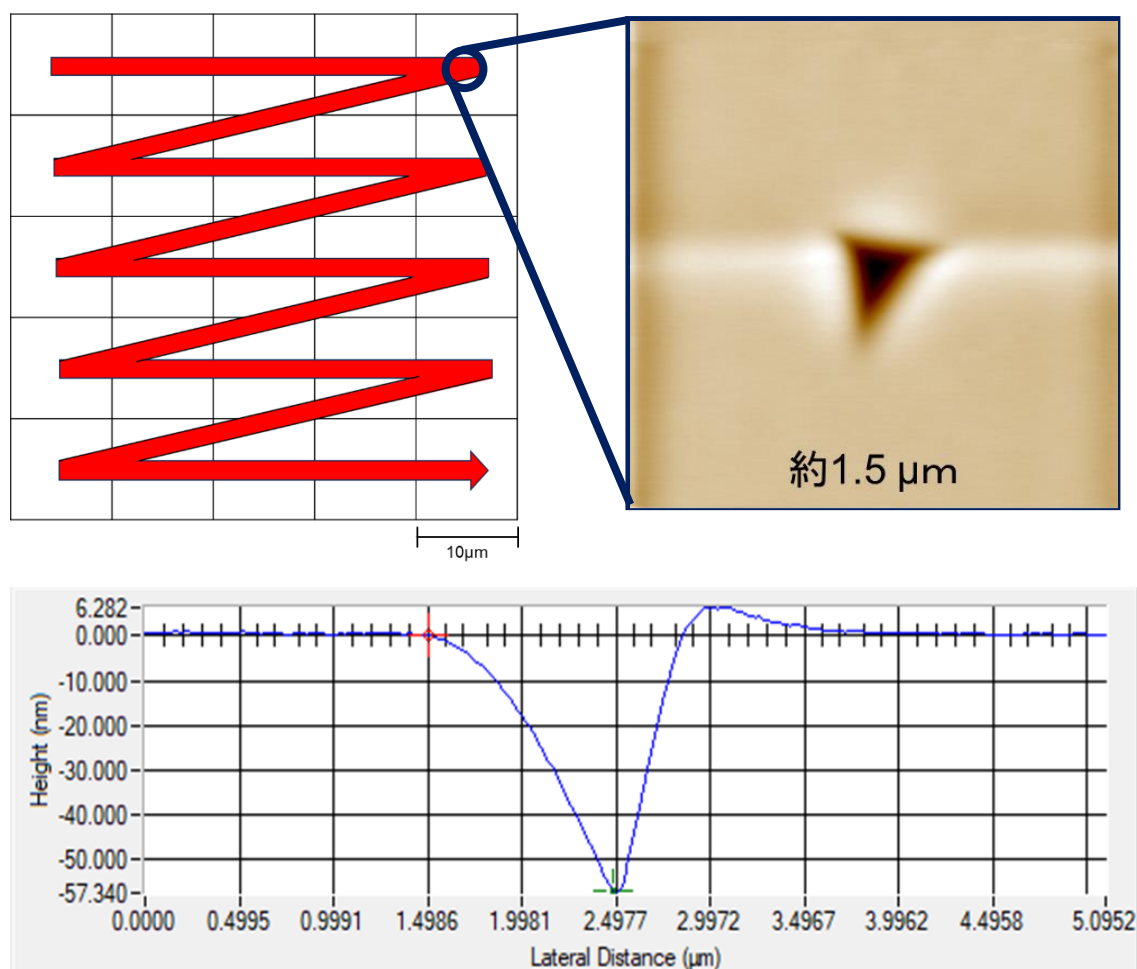 約1.5 µm
10µm
6.282
0.000
-10.000
-20.000
-30.000
-40.000
-50.000
-57.340
Height (nm)
0.0000 0.4995 0.9991 1.4986 1.9981 2.4977 2.9972 3.4967 3.9962 4.4958 5.0952
Lateral Distance (µm)